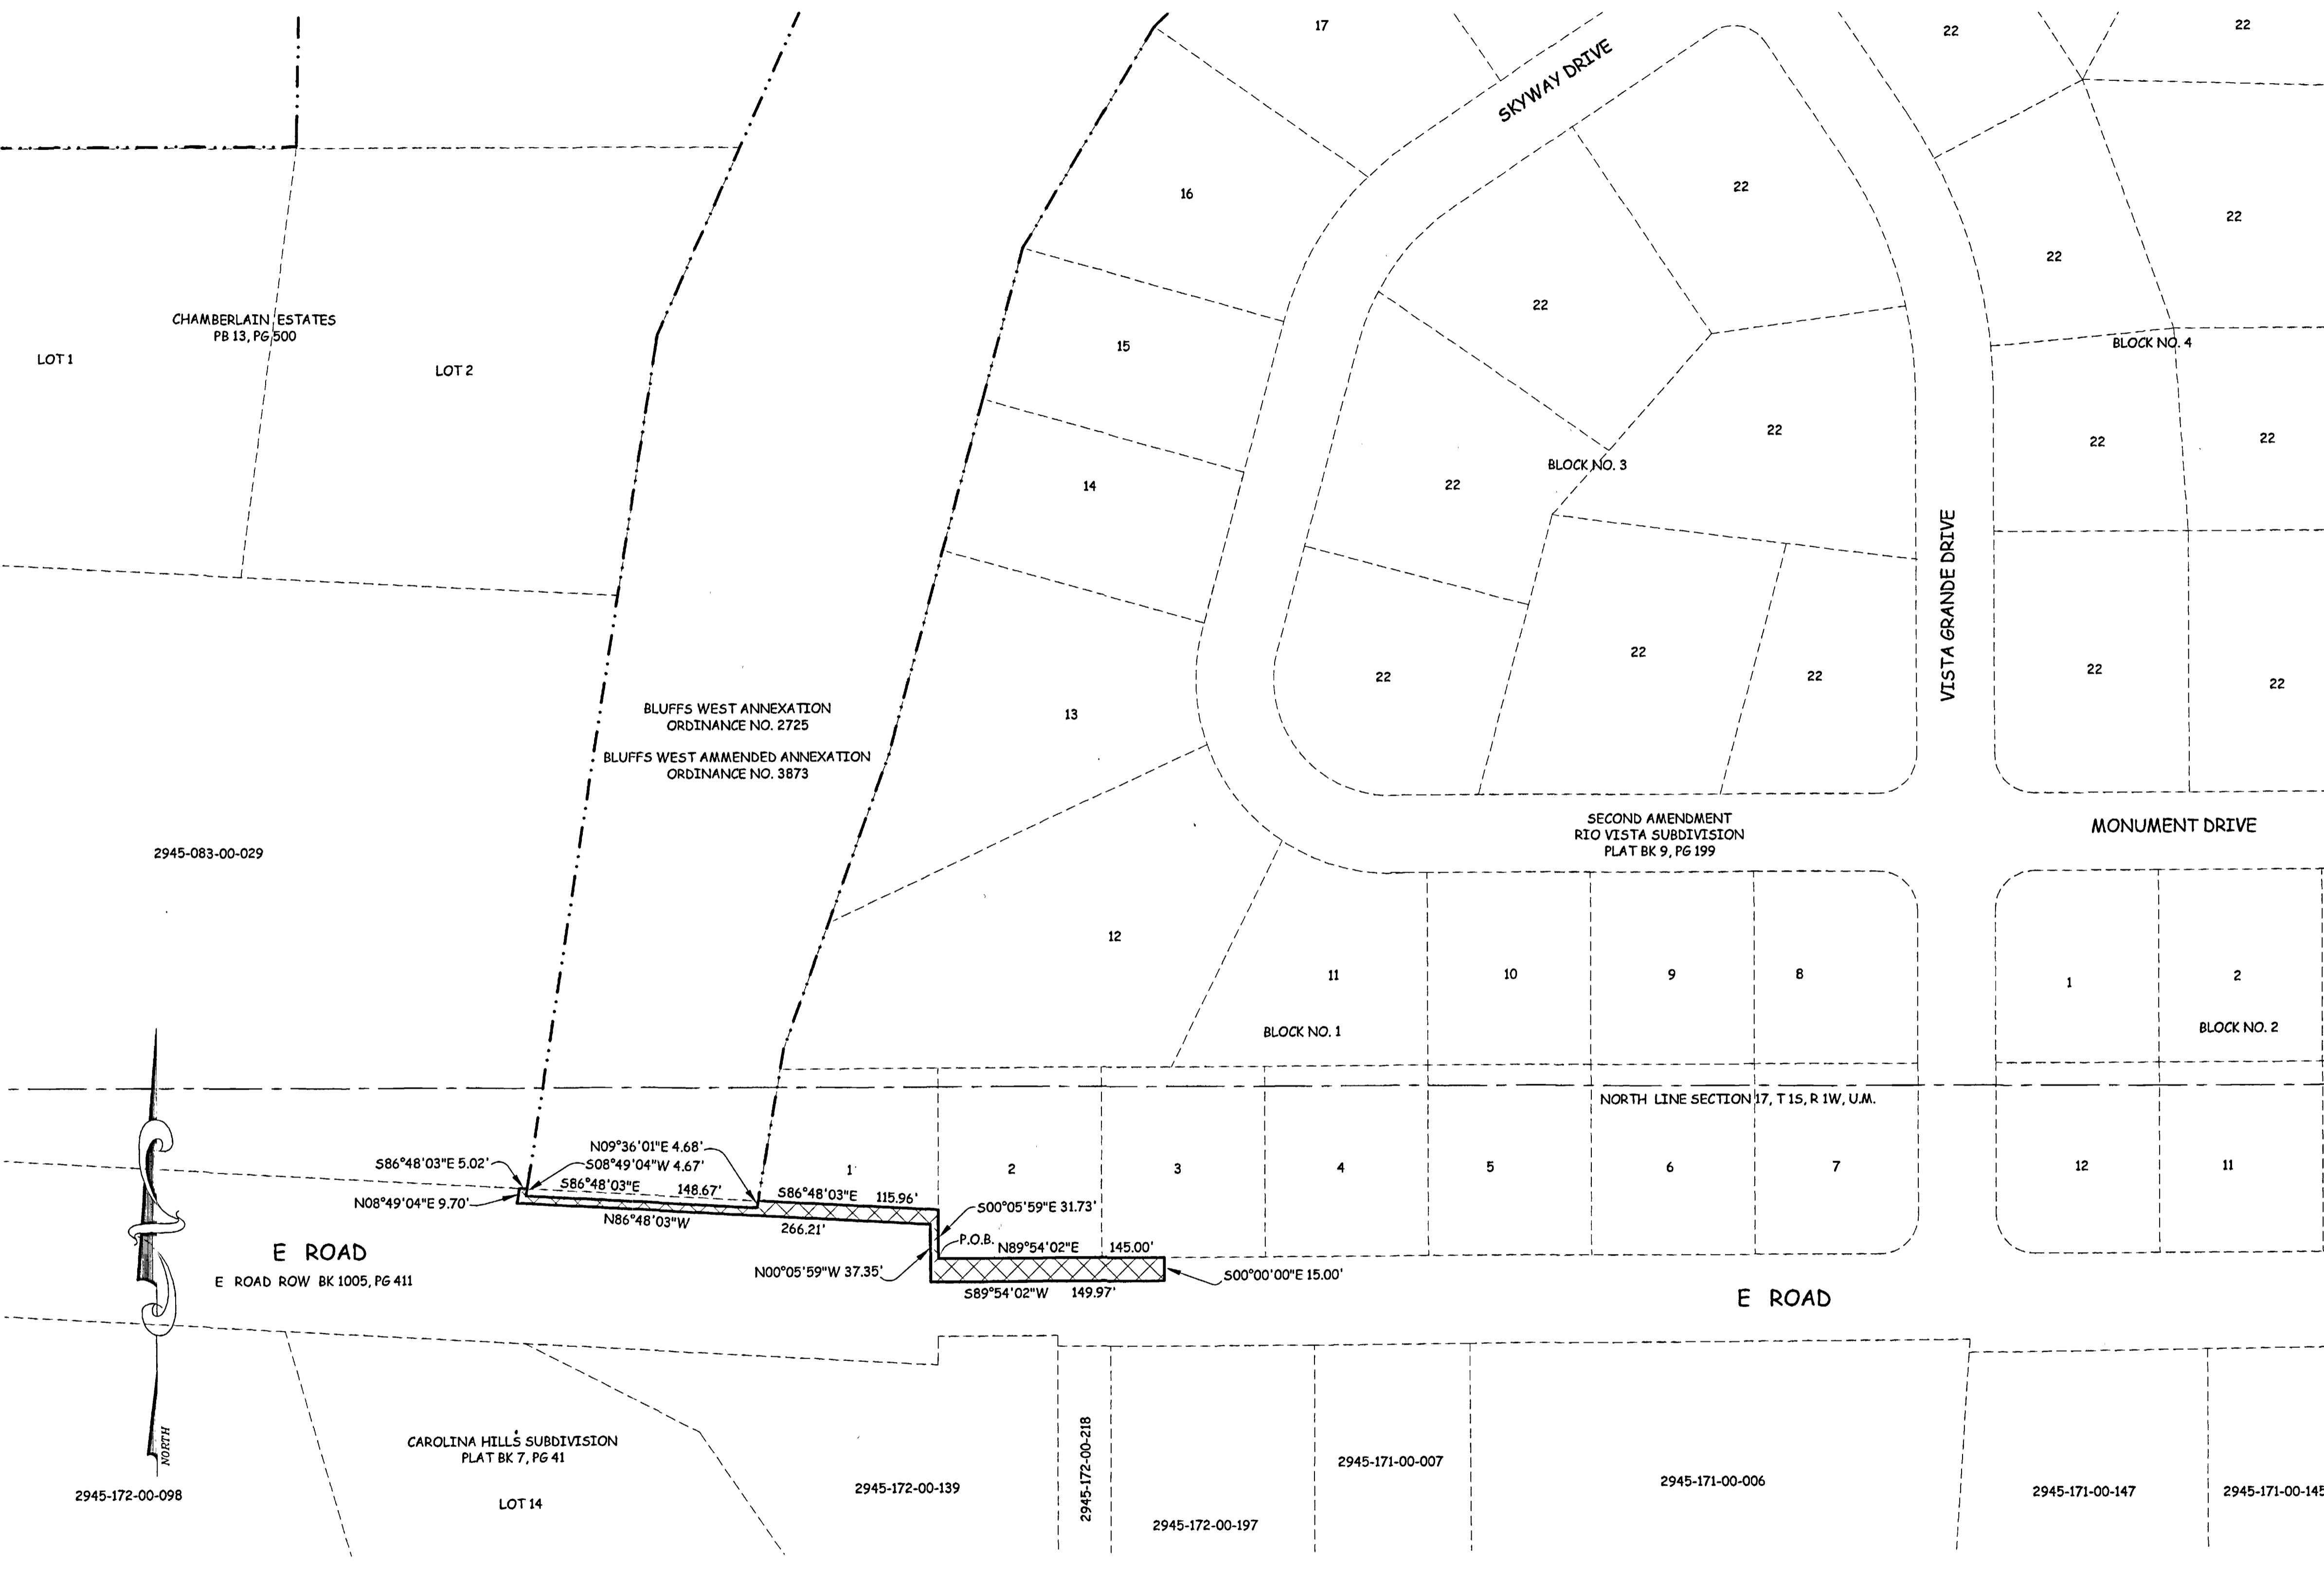 17
22
22
SKYWAY DRIVE
16
22
22
22
22
CHAMBERLAIN ESTATES
PB 13, PG 500
LOT 1
LOT 2
15
BLOCK NO. 4
14
22
BLOCK NO. 3
22
22
22
VISTA GRANDE DRIVE
BLUFFS WEST ANNEXATION
ORDINANCE NO. 2725
BLUFFS WEST AMMENDED ANNEXATION
ORDINANCE NO. 3873
13
22
22
22
22
22
2945-083-00-029
SECOND AMENDMENT
RIO VISTA SUBDIVISION
PLAT BK 9, PG 199
MONUMENT DRIVE
12
11
10
9
8
1
2
BLOCK NO. 1
BLOCK NO. 2
NORTH LINE SECTION 17, T 1S, R 1W, U.M.
1
2
3
4
5
6
7
12
11
N09°36'01"E 4.68'
S86°48'03"E 5.02'
S08°49'04"W 4.67'
N08°49'04"E 9.70'
S86°48'03"E 148.67'
S86°48'03"E 115.96'
N86°48'03"W 266.21'
S00°05'59"E 31.73'
P.O.B.
N89°54'02"E 145.00'
N00°05'59"W 37.35'
S00°00'00"E 15.00'
S89°54'02"W 149.97'
E ROAD
E ROAD ROW BK 1005, PG 411
E ROAD
NORTH
CAROLINA HILLS SUBDIVISION
PLAT BK 7, PG 41
LOT 14
2945-172-00-098
2945-172-00-139
2945-172-00-218
2945-172-00-197
2945-171-00-007
2945-171-00-006
2945-171-00-147
2945-171-00-145